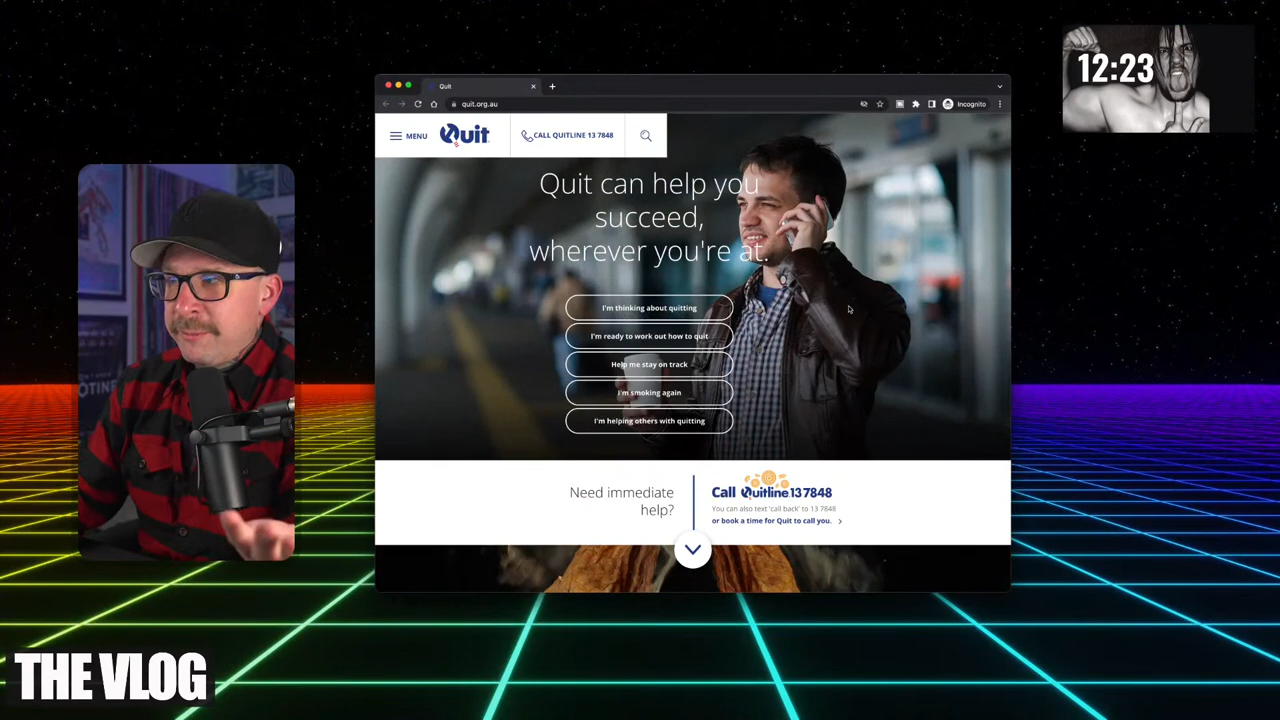 12:23
Quit
quit.org.au
Incognito
MENU
Quit
CALL QUITLINE 13 7848
Quit can help you
succeed,
wherever you're at.
I'm thinking about quitting
I'm ready to work out how to quit
Help me stay on track
I'm smoking again
I'm helping others with quitting
Need immediate
help?
Call Quitline 13 7848
You can also text 'call back' to 13 7848
or book a time for Quit to call you.
THE VLOG